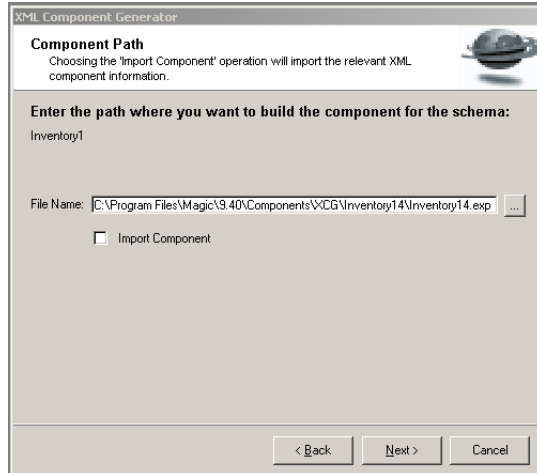 XML Component Generator
Component Path
Choosing the 'Import Component' operation will import the relevant XML
component information.
Enter the path where you want to build the component for the schema:
Inventory1
File Name: C:\Program Files\Magic\9.40\Components\XCG\Inventory14\Inventory14.exp ...
Import Component
< Back Next > Cancel